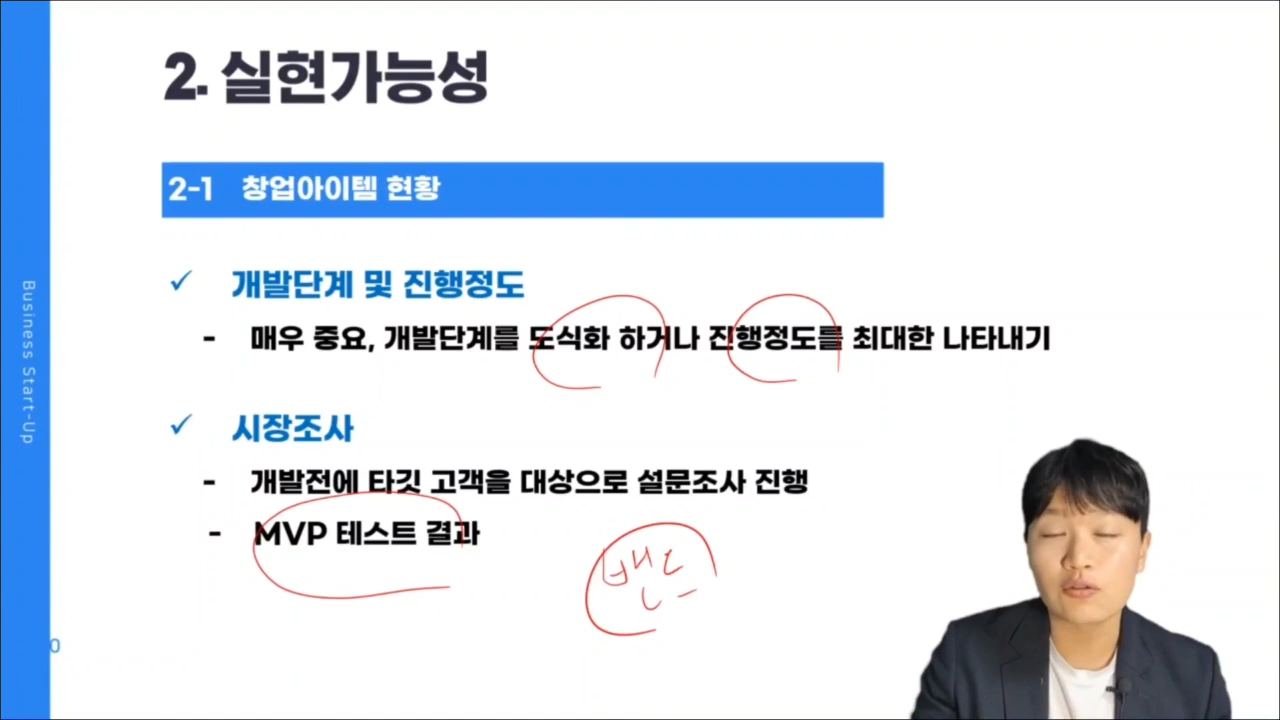 2. 실현가능성
2-1 창업아이템 현황
✓ 개발단계 및 진행정도
- 매우 중요, 개발단계를 도식화 하거나 진행정도를 최대한 나타내기
✓ 시장조사
- 개발전에 타깃 고객을 대상으로 설문조사 진행
- MVP 테스트 결과
밴드
Business Start-Up
0